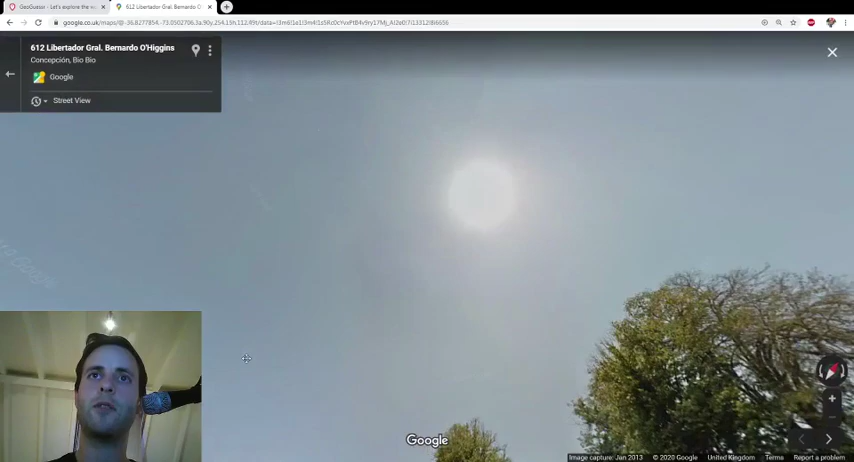 GeoGuessr - Let's explore the wo
612 Libertador Gral. Bernardo O'H
612 Libertador Gral. Bernardo O'Higgins
Concepción, Bio Bio
Google
Street View
Google
Image capture: Jan 2013 © 2020 Google United Kingdom Terms Report a problem